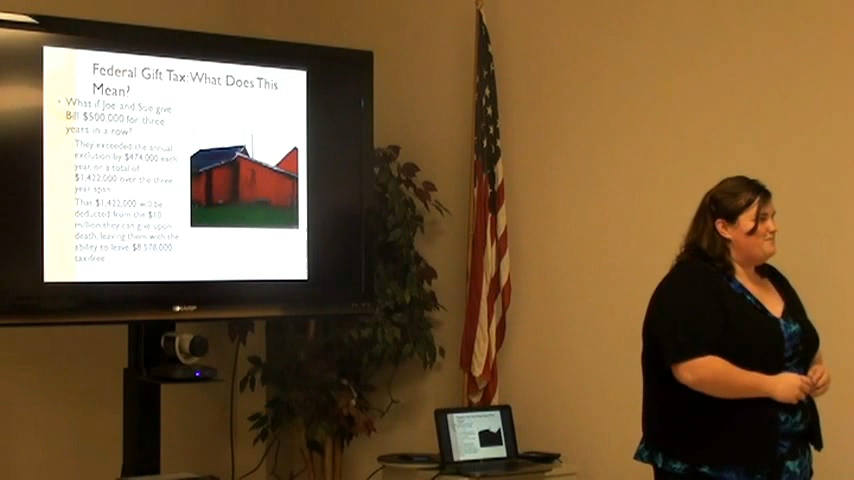 Federal Gift Tax: What Does This
Mean?
What if Joe and Sue give
Bill $500,000 for three
years in a row?
They exceeded the annual
exclusion by $474,000 each
year, or a total of
$1,422,000 over the three
year span
That $1,422,000 will be
deducted from the $10
million they can give upon
death, leaving them with the
ability to leave $8,578,000
tax-free
SHARP